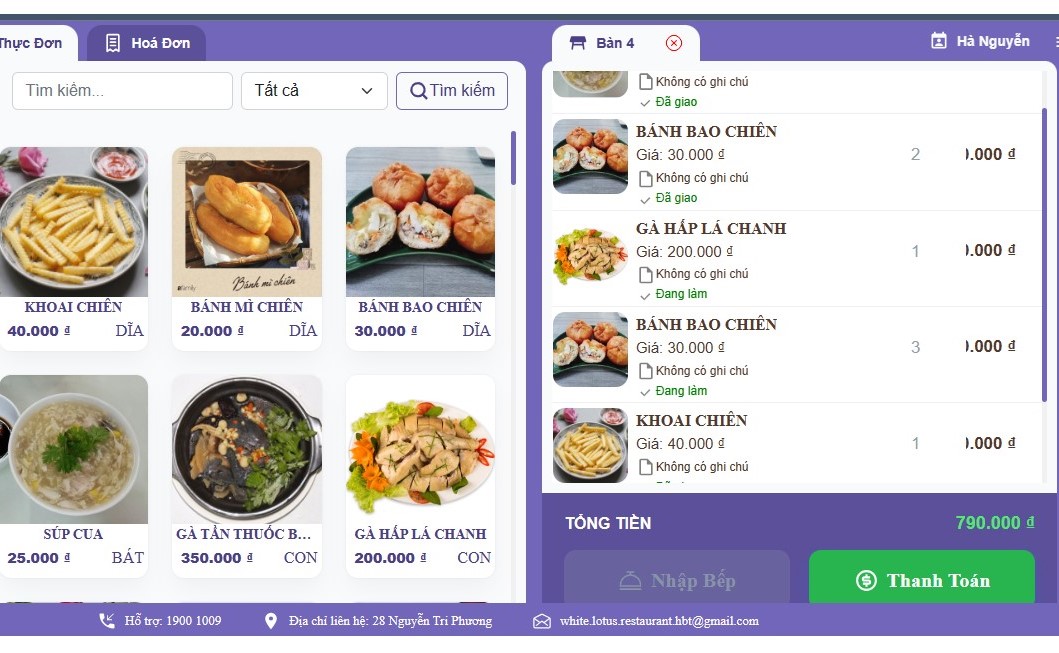 Thực Đơn
Hoá Đơn
Bàn 4
Hà Nguyễn
Tìm kiếm...
Tất cả
Tìm kiếm
KHOAI CHIÊN
40.000 đ
DĨA
Bánh mì chiên
BÁNH MÌ CHIÊN
20.000 đ
DĨA
BÁNH BAO CHIÊN
30.000 đ
DĨA
SÚP CUA
25.000 đ
BÁT
GÀ TẦN THUỐC B...
350.000 đ
CON
GÀ HẤP LÁ CHANH
200.000 đ
CON
Không có ghi chú
Đã giao
BÁNH BAO CHIÊN
Giá: 30.000 đ
2
0.000 đ
Không có ghi chú
Đã giao
GÀ HẤP LÁ CHANH
Giá: 200.000 đ
1
0.000 đ
Không có ghi chú
Đang làm
BÁNH BAO CHIÊN
Giá: 30.000 đ
3
0.000 đ
Không có ghi chú
Đang làm
KHOAI CHIÊN
Giá: 40.000 đ
1
0.000 đ
Không có ghi chú
TỔNG TIỀN
790.000 đ
Nhập Bếp
Thanh Toán
Hỗ trợ: 1900 1009
Địa chỉ liên hệ: 28 Nguyễn Tri Phương
white.lotus.restaurant.hbt@gmail.com